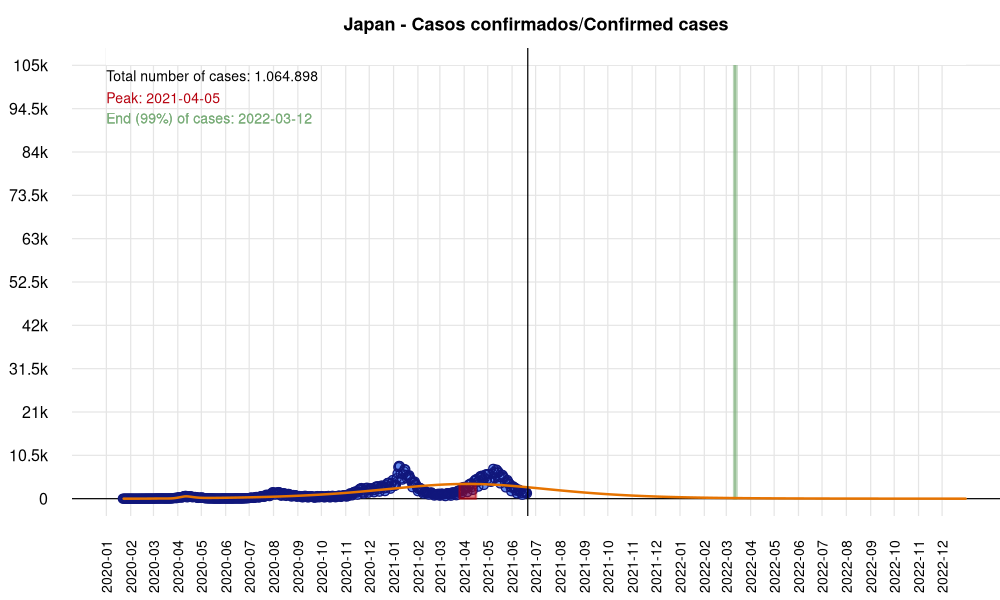 Japan - Casos confirmados/Confirmed cases
Total number of cases: 1.064.898
Peak: 2021-04-05
End (99%) of cases: 2022-03-12
105k
94.5k
84k
73.5k
63k
52.5k
42k
31.5k
21k
10.5k
0
2020-01
2020-02
2020-03
2020-04
2020-05
2020-06
2020-07
2020-08
2020-09
2020-10
2020-11
2020-12
2021-01
2021-02
2021-03
2021-04
2021-05
2021-06
2021-07
2021-08
2021-09
2021-10
2021-11
2021-12
2022-01
2022-02
2022-03
2022-04
2022-05
2022-06
2022-07
2022-08
2022-09
2022-10
2022-11
2022-12